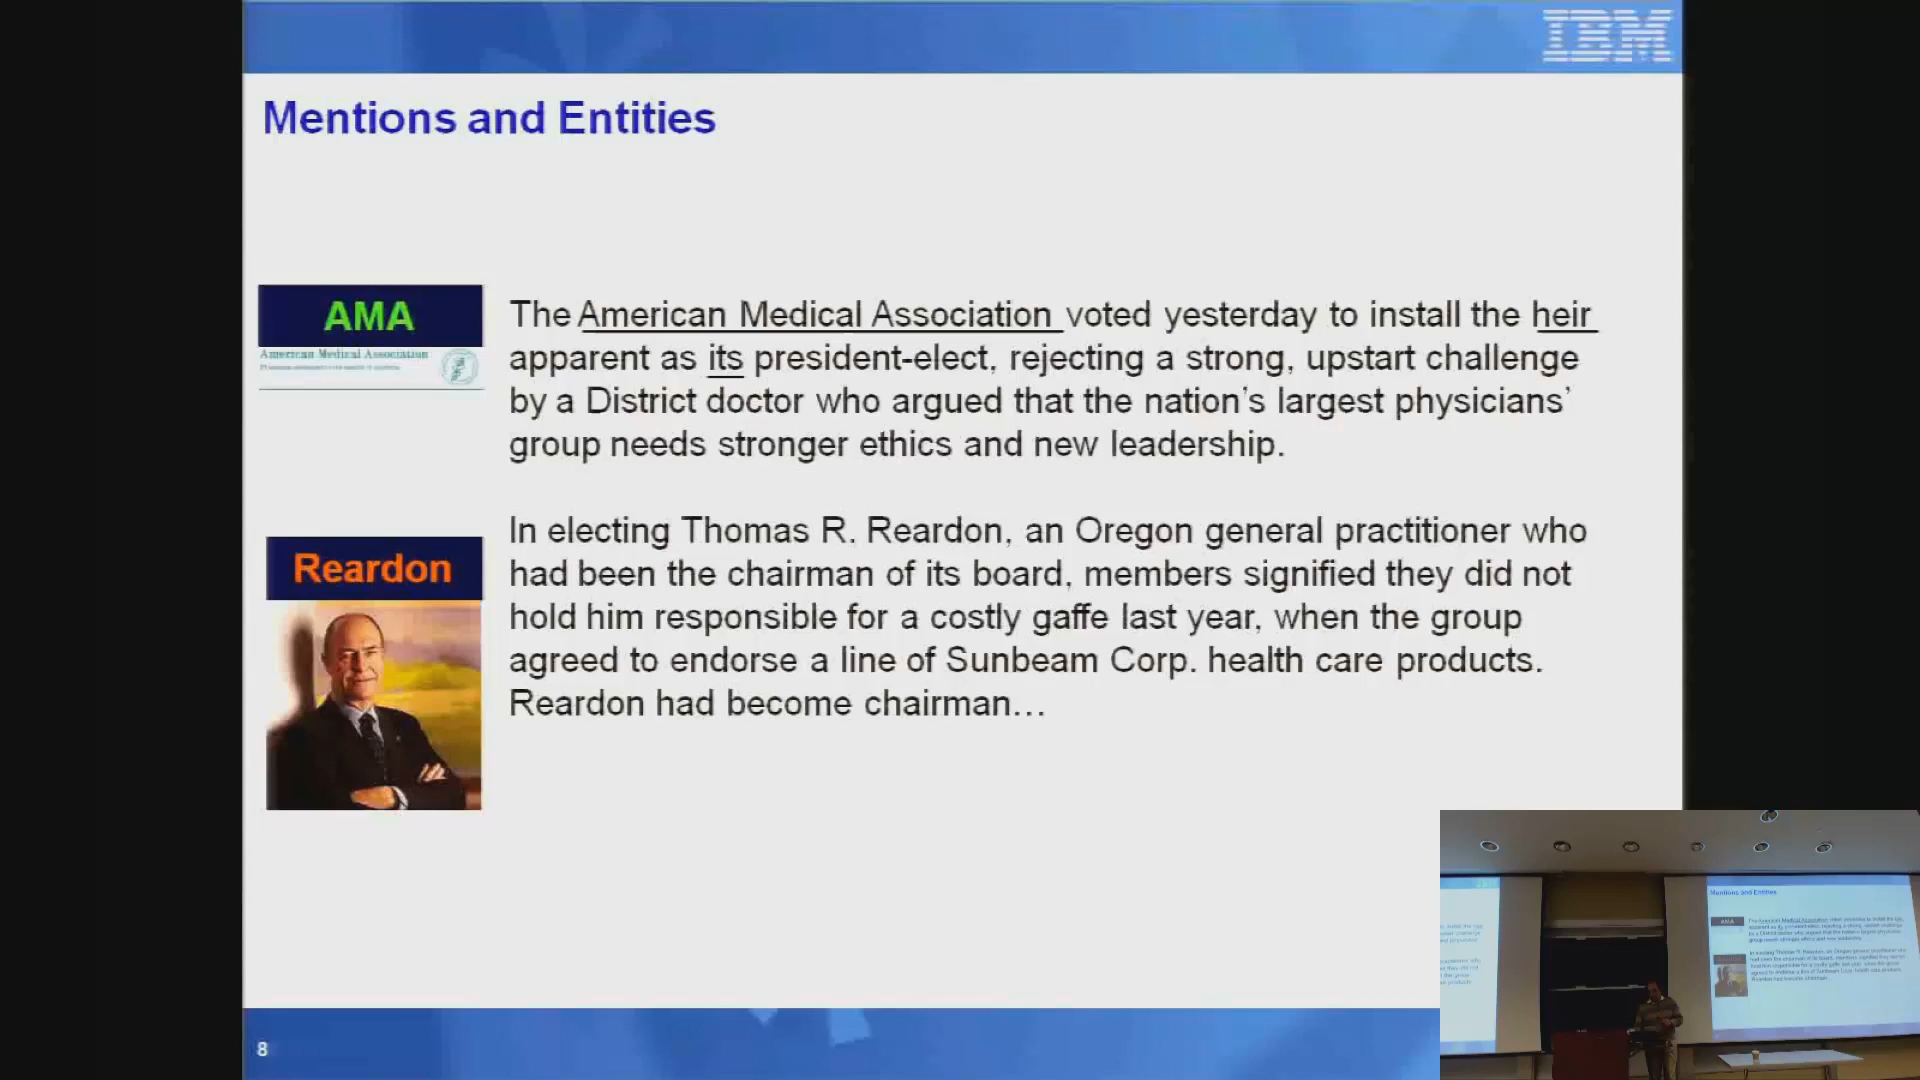 IBM
Mentions and Entities
AMA
American Medical Association
The American Medical Association voted yesterday to install the heir
apparent as its president-elect, rejecting a strong, upstart challenge
by a District doctor who argued that the nation's largest physicians'
group needs stronger ethics and new leadership.
Reardon
In electing Thomas R. Reardon, an Oregon general practitioner who
had been the chairman of its board, members signified they did not
hold him responsible for a costly gaffe last year, when the group
agreed to endorse a line of Sunbeam Corp. health care products.
Reardon had become chairman…
8
Mentions and Entities